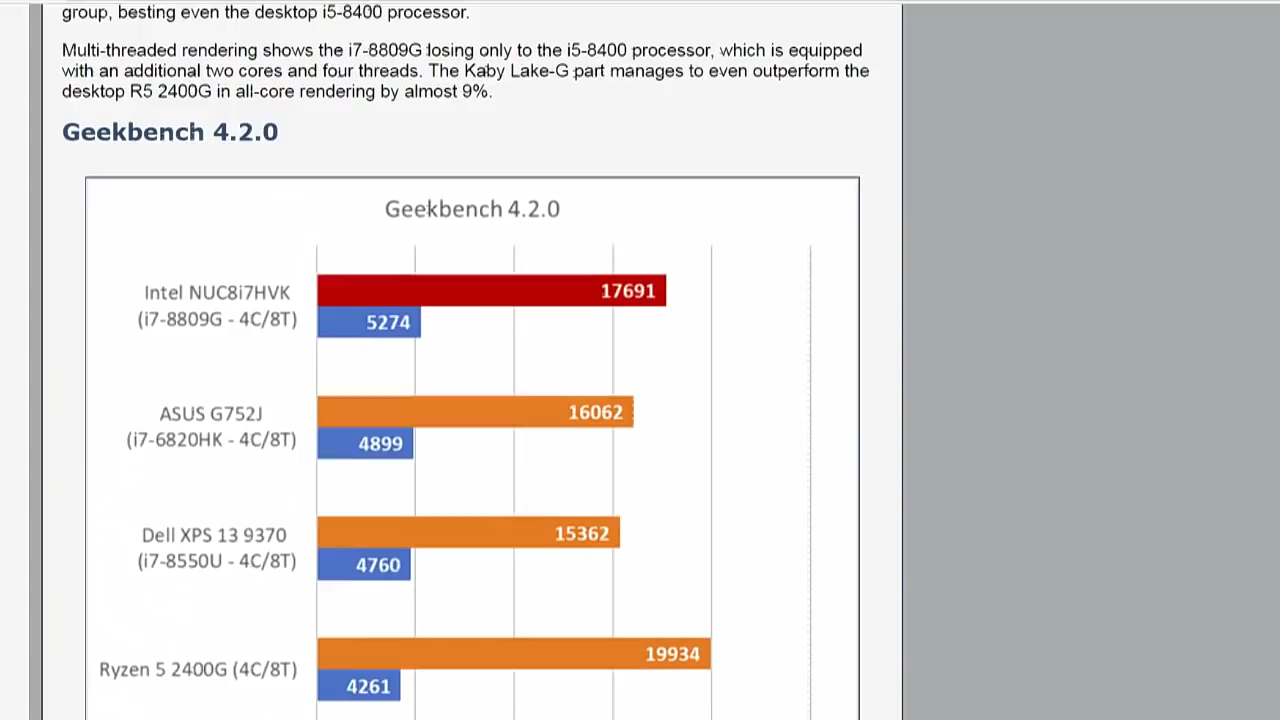 group, besting even the desktop i5-8400 processor.
Multi-threaded rendering shows the i7-8809G losing only to the i5-8400 processor, which is equipped
with an additional two cores and four threads. The Kaby Lake-G part manages to even outperform the
desktop R5 2400G in all-core rendering by almost 9%.
Geekbench 4.2.0
Geekbench 4.2.0
Intel NUC8i7HVK
(i7-8809G - 4C/8T)
17691
5274
ASUS G752J
(i7-6820HK - 4C/8T)
16062
4899
Dell XPS 13 9370
(i7-8550U - 4C/8T)
15362
4760
Ryzen 5 2400G (4C/8T)
19934
4261